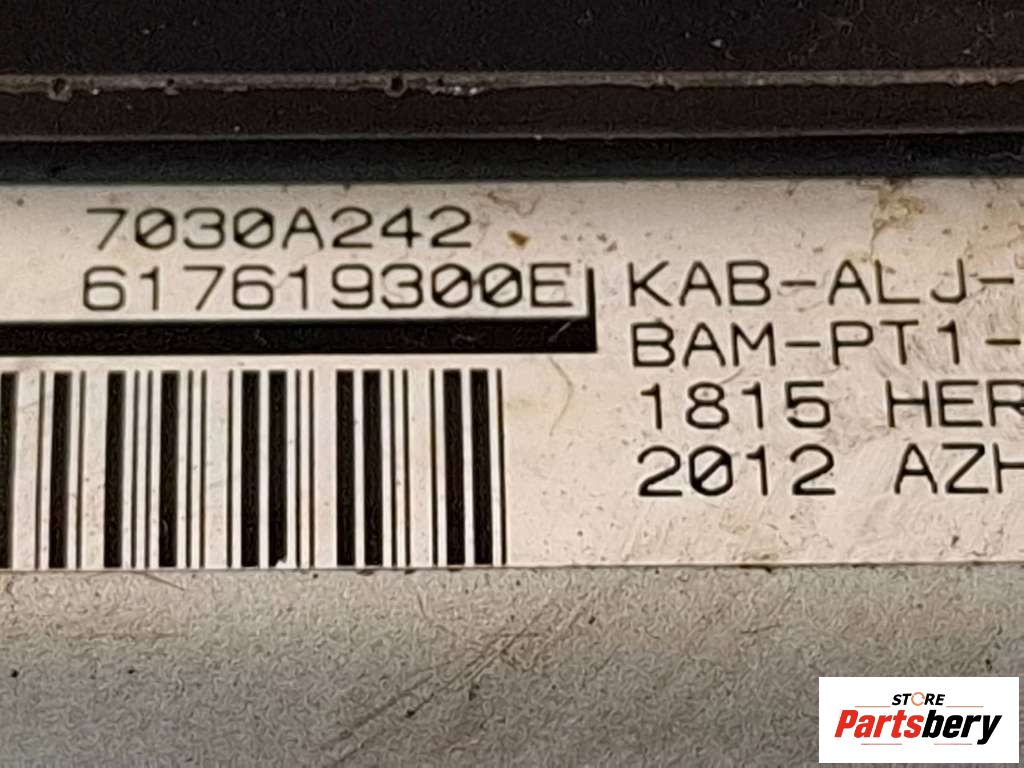 7030A242
617619300E
KAB-ALJ-
BAM-PT1-
1815 HER
2012 AZH
STORE
Partsbery